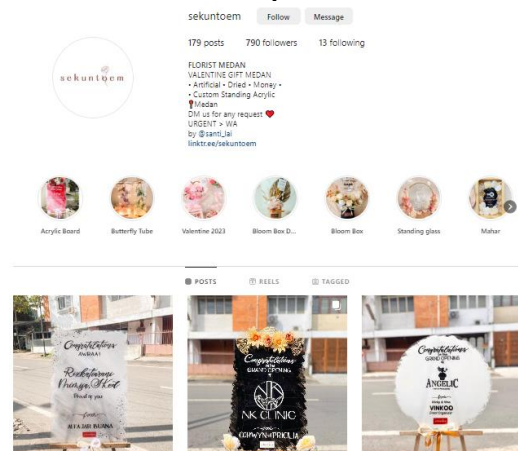 sekuntoem Follow Message
179 posts 790 followers 13 following
sekuntoem
FLORIST MEDAN
VALENTINE GIFT MEDAN
• Artificial • Dried • Money •
• Custom Standing Acrylic
Medan
DM us for any request
URGENT > WA
by @santi_lai
linktr.ee/sekuntoem
Acrylic Board Butterfly Tube Valentine 2023 Bloom Box D... Bloom Box Standing glass Mahar
POSTS REELS TAGGED
Congratulations
Proud of you
Congratulations
GRAND OPENING
NK CLINIC
Congratulations
GRAND OPENING
ANGELIC
VINKOO